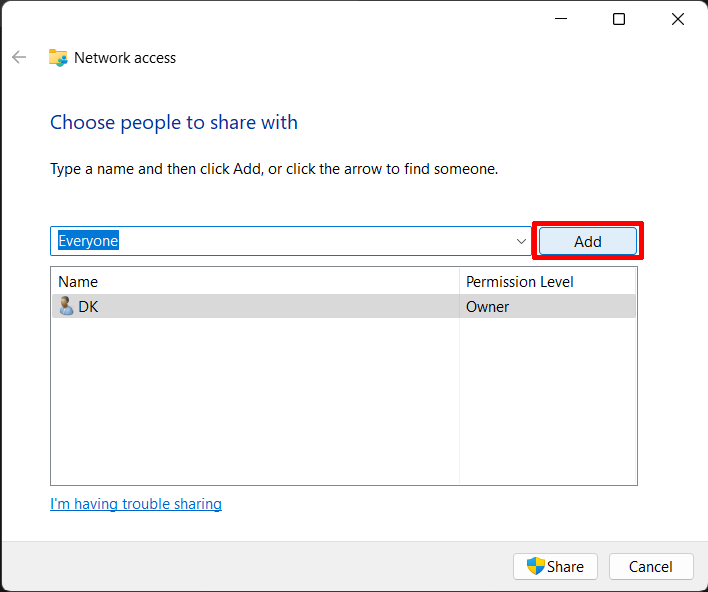 Network access
Choose people to share with
Type a name and then click Add, or click the arrow to find someone.
Everyone
Add
Name Permission Level
DK Owner
I'm having trouble sharing
Share Cancel